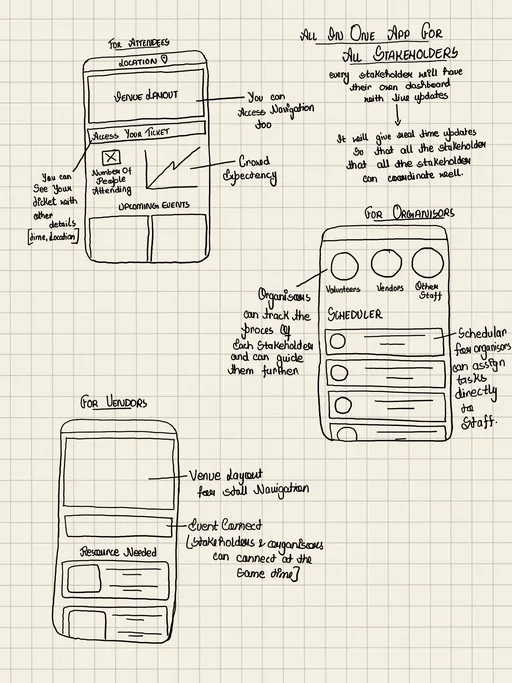 FOR ATTENDEES
LOCATION
VENUE LAYOUT
ACCESS YOUR TICKET
NUMBER OF
PEOPLE
Attending
UPCOMING EVENTS
You can
Access Navigation
too
Crowd
Expectency
You can
See Your
ticket with
other
details
[time, location]
ALL IN ONE APP FOR
ALL STAKEHOLDERS
every stakeholder will have
their own dashboard
with live updates
It will give real time updates
So that all the stakeholder
that all the stakeholder
can coordinate well.
FOR ORGANISORS
Volunteers
Vendors
Other
Staff
SCHEDULER
Organisors
can track the
proces of
Each stakeholder
and can guide
them further
Schedular
for organisors
can assign
tasks
directly
to
Staff.
FOR VENDORS
Resource Needed
Venue Layout
for stall Navigation
Event Connect
[Stakeholders & organisors
can connect at the
same time]